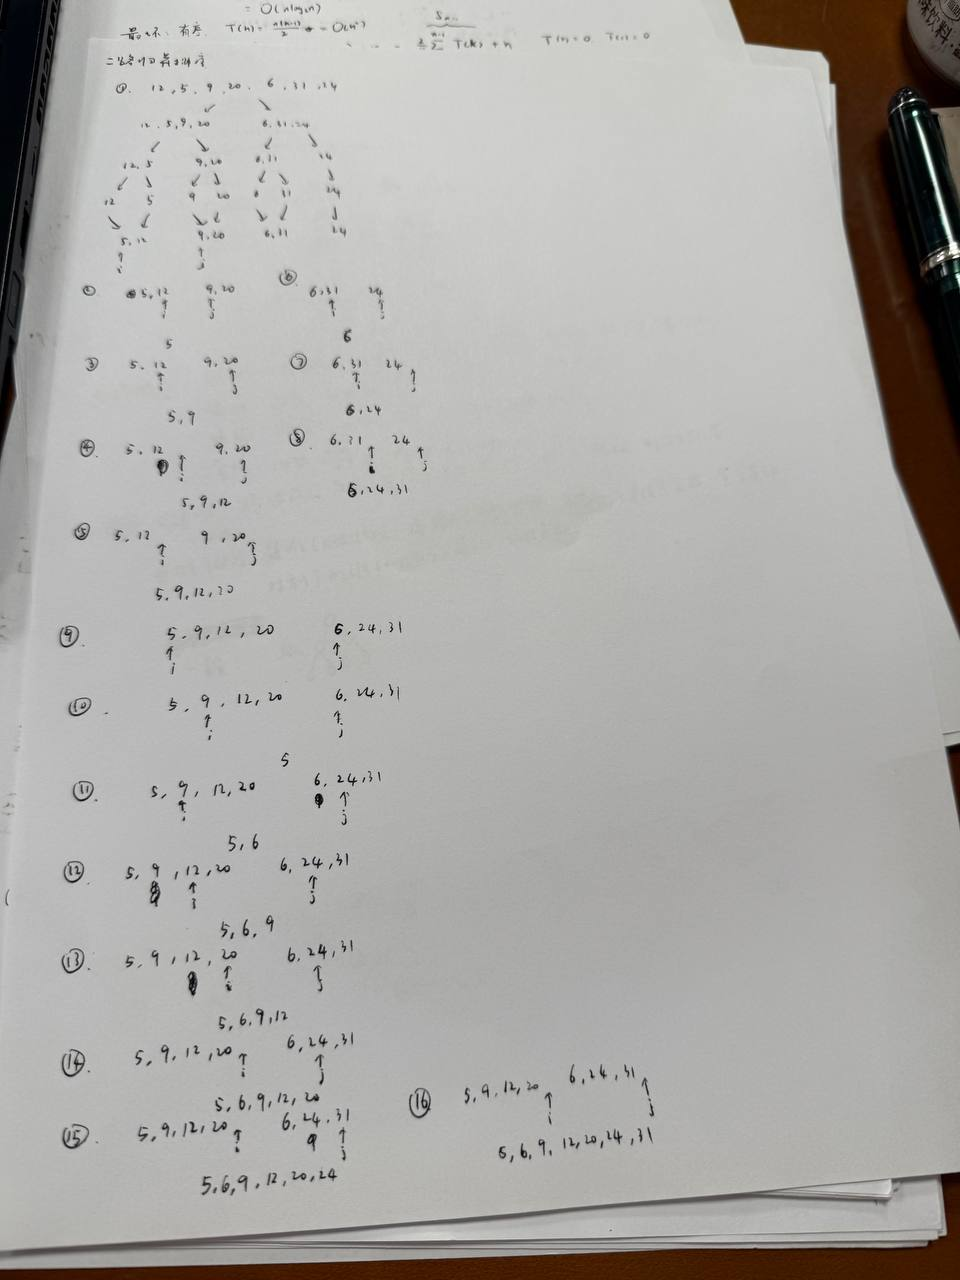 = O(nlogn)
最坏: 有序 T(n) = n(n-1)/2 = O(n²)
T(k) + n T(1)=0
二路归并排序
①. 12, 5, 9, 20, 6, 31, 24
12, 5, 9, 20 6, 31, 24
12, 5 9, 20 6, 31 24
12 5 9 20 6 31 24
5, 12 9, 20 6, 31 24
i j
② 5, 12 9, 20
i j
5
③ 5, 12 9, 20
i j
5, 9
④. 5, 12 9, 20
i j
5, 9, 12
⑤ 5, 12 9, 20
i j
5, 9, 12, 20
⑥ 6, 31 24
i j
6
⑦ 6, 31 24
i j
6, 24
⑧. 6, 31 24
i j
6, 24, 31
⑨. 5, 9, 12, 20 6, 24, 31
i j
⑩. 5, 9, 12, 20 6, 24, 31
i j
5
⑪. 5, 9, 12, 20 6, 24, 31
i j
5, 6
⑫. 5, 9, 12, 20 6, 24, 31
i j
5, 6, 9
⑬. 5, 9, 12, 20 6, 24, 31
i j
5, 6, 9, 12
⑭. 5, 9, 12, 20 6, 24, 31
i j
5, 6, 9, 12, 20
⑮. 5, 9, 12, 20 6, 24, 31
i j
5, 6, 9, 12, 20, 24
⑯ 5, 9, 12, 20 6, 24, 31
i j
5, 6, 9, 12, 20, 24, 31
饮料